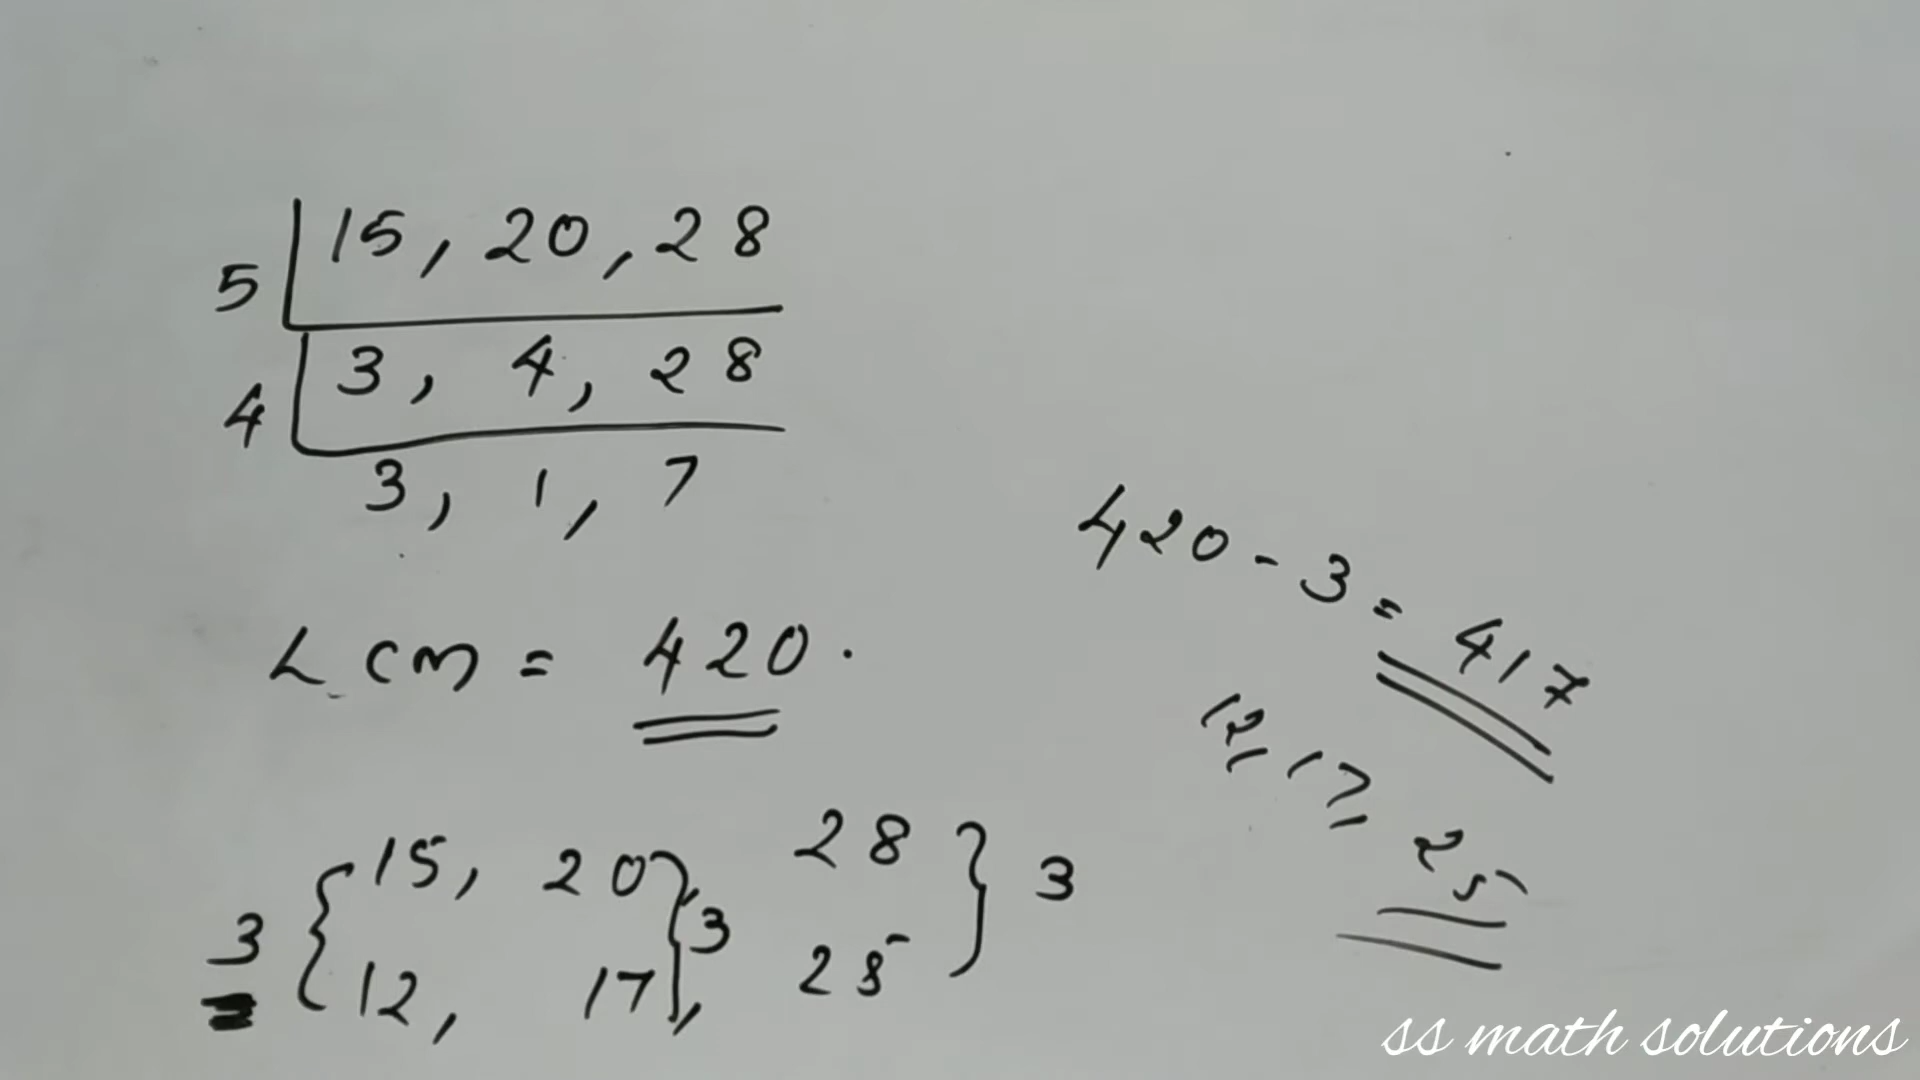 5 | 15, 20, 28
4 | 3, 4, 28
3, 1, 7
Lcm = 420.
420 - 3 = 417
12, 17, 25
3 { 15, 20 } 3 28 } 3
12, 17, 25
ss math solutions